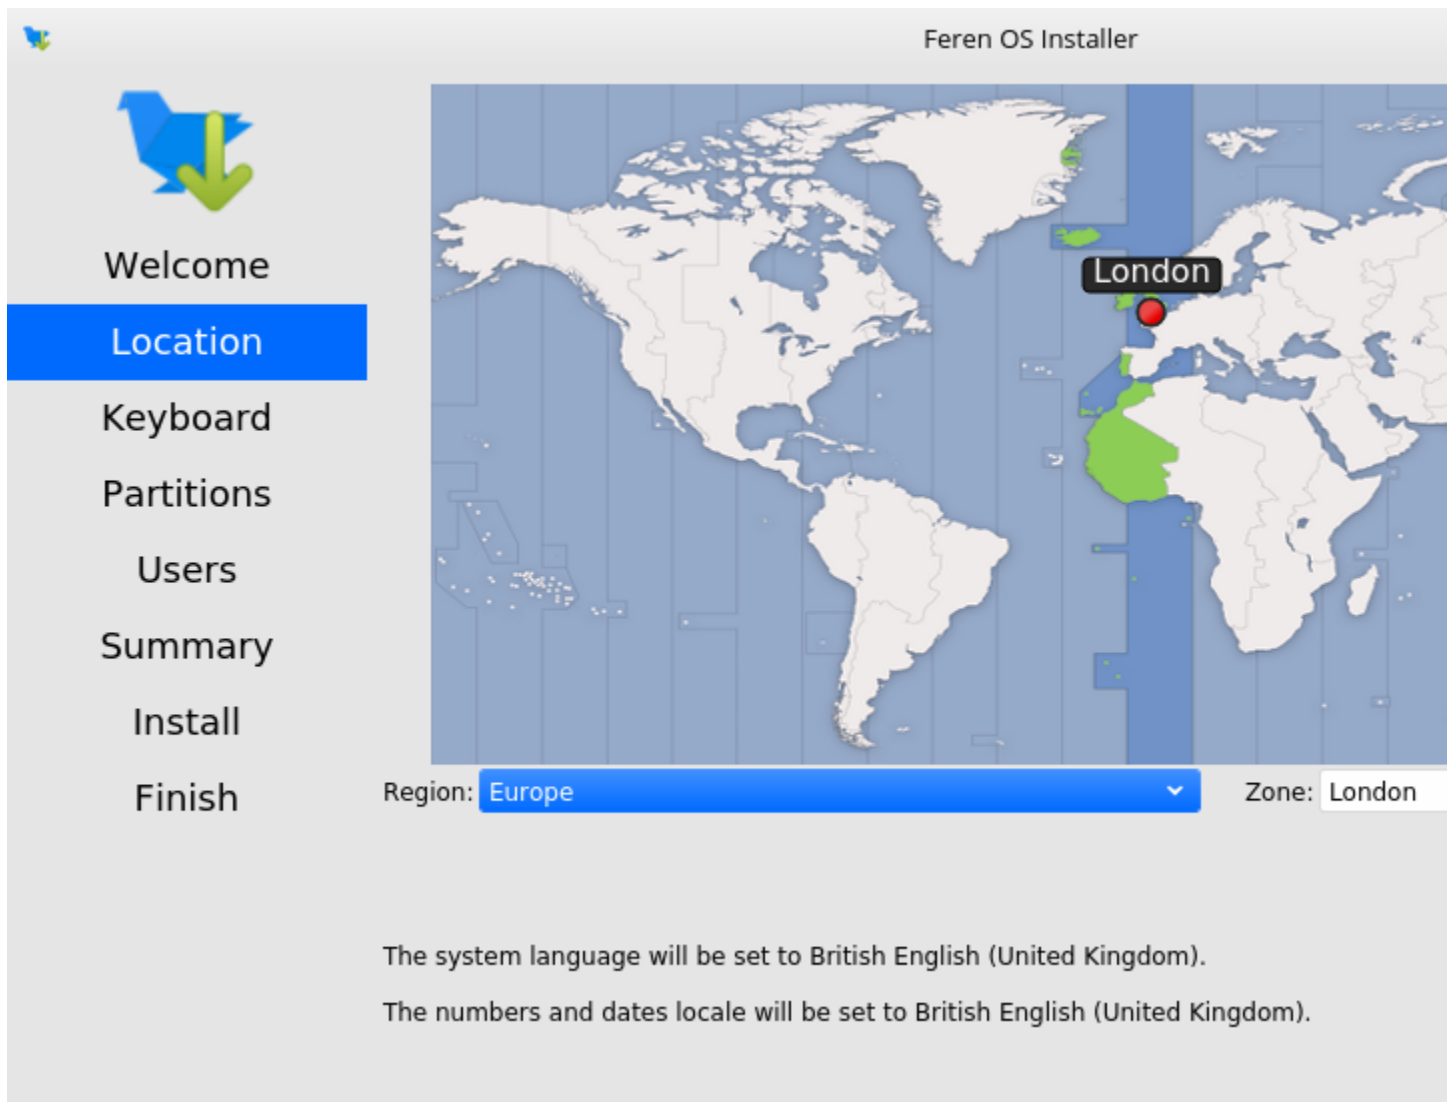 Feren OS Installer
Welcome
Location
Keyboard
Partitions
Users
Summary
Install
Finish
London
Region: Europe
Zone: London
The system language will be set to British English (United Kingdom).
The numbers and dates locale will be set to British English (United Kingdom).